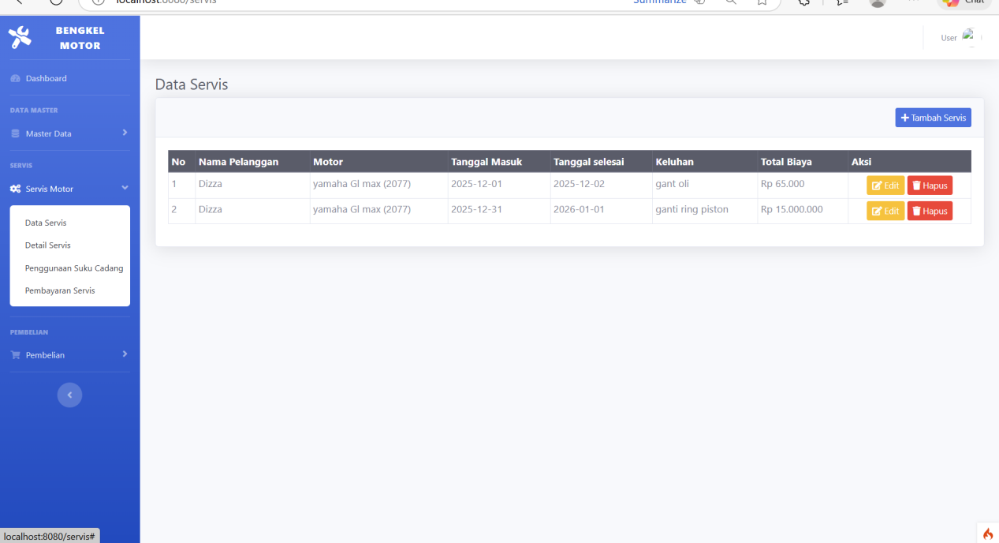 localhost:8080/servis
Summarize
Chat
BENGKEL
MOTOR
User
Dashboard
DATA MASTER
Master Data
SERVIS
Servis Motor
Data Servis
Detail Servis
Penggunaan Suku Cadang
Pembayaran Servis
PEMBELIAN
Pembelian
Data Servis
Tambah Servis
No Nama Pelanggan Motor Tanggal Masuk Tanggal selesai Keluhan Total Biaya Aksi
1 Dizza yamaha Gl max (2077) 2025-12-01 2025-12-02 gant oli Rp 65.000 Edit Hapus
2 Dizza yamaha Gl max (2077) 2025-12-31 2026-01-01 ganti ring piston Rp 15.000.000 Edit Hapus
localhost:8080/servis#